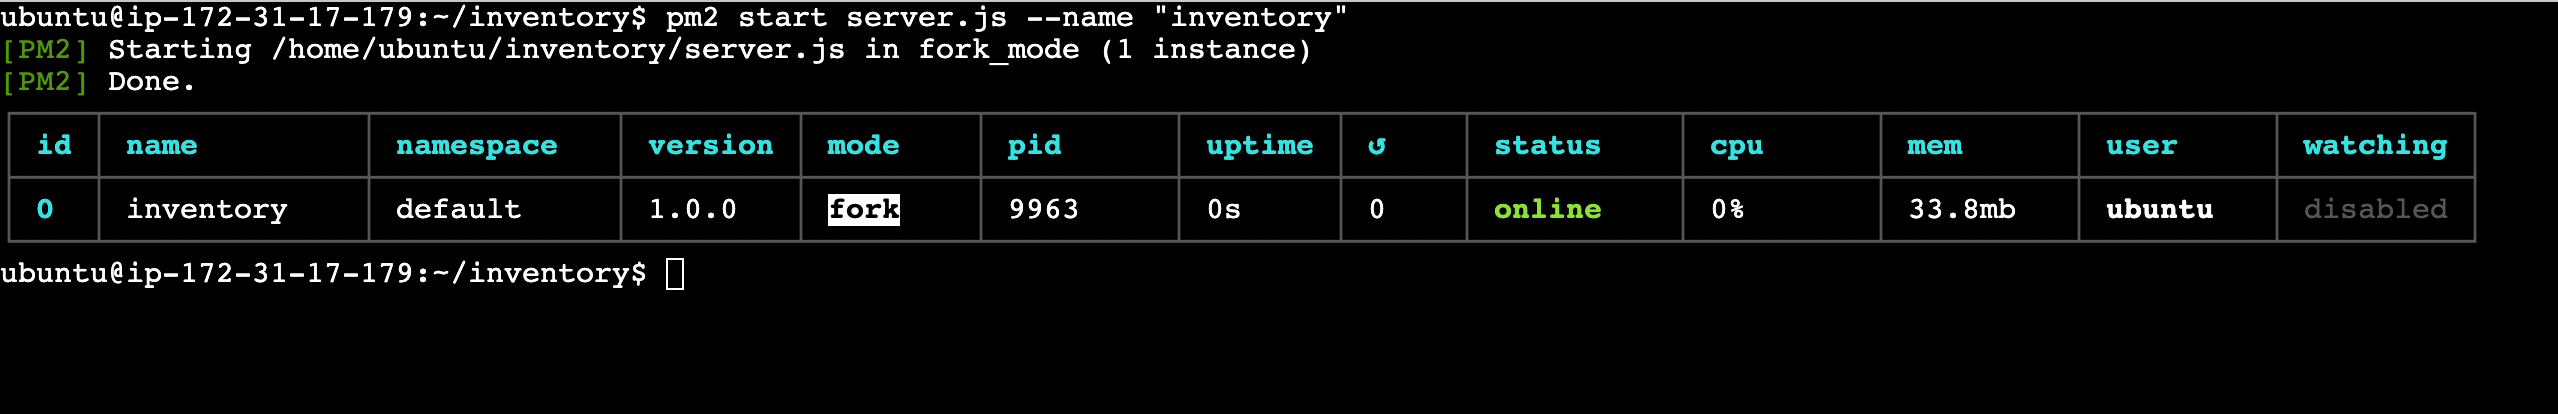 ubuntu@ip-172-31-17-179:~/inventory$ pm2 start server.js --name "inventory"
[PM2] Starting /home/ubuntu/inventory/server.js in fork_mode (1 instance)
[PM2] Done.
id name namespace version mode pid uptime ↺ status cpu mem user watching
0 inventory default 1.0.0 fork 9963 0s 0 online 0% 33.8mb ubuntu disabled
ubuntu@ip-172-31-17-179:~/inventory$